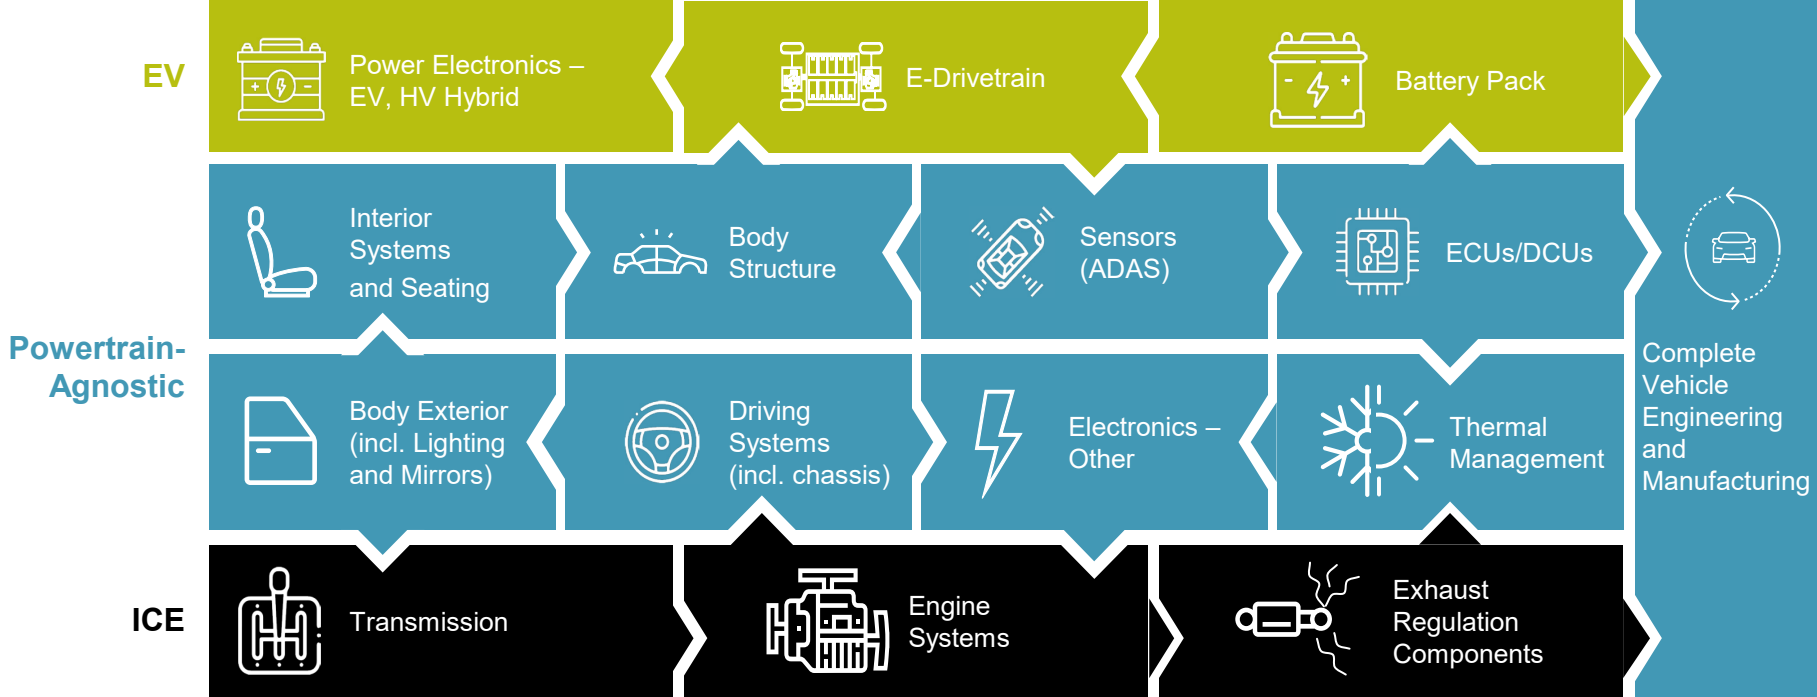 EV
Power Electronics –
EV, HV Hybrid
E-Drivetrain
Battery Pack
Powertrain-
Agnostic
Interior
Systems
and Seating
Body
Structure
Sensors
(ADAS)
ECUs/DCUs
Body Exterior
(incl. Lighting
and Mirrors)
Driving
Systems
(incl. chassis)
Electronics –
Other
Thermal
Management
ICE
Transmission
Engine
Systems
Exhaust
Regulation
Components
Complete
Vehicle
Engineering
and
Manufacturing